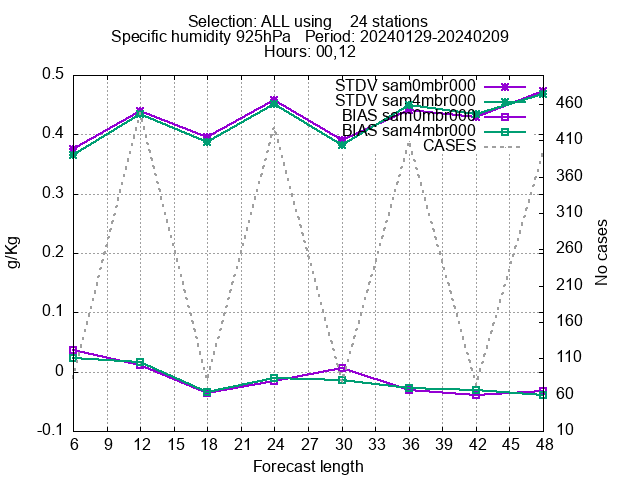 Selection: ALL using    24 stations
Specific humidity 925hPa   Period: 20240129-20240209
Hours: 00,12
STDV sam0mbr000
STDV sam4mbr000
BIAS sam0mbr000
BIAS sam4mbr000
CASES
0.5
0.4
0.3
0.2
0.1
0
-0.1
g/Kg
460
410
360
310
260
210
160
110
60
10
No cases
6 9 12 15 18 21 24 27 30 33 36 39 42 45 48
Forecast length